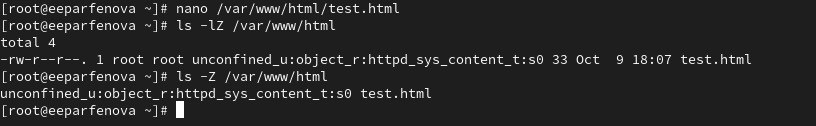 [root@eeparfenova ~]# nano /var/www/html/test.html
[root@eeparfenova ~]# ls -lZ /var/www/html
total 4
-rw-r--r--. 1 root root unconfined_u:object_r:httpd_sys_content_t:s0 33 Oct  9 18:07 test.html
[root@eeparfenova ~]# ls -Z /var/www/html
unconfined_u:object_r:httpd_sys_content_t:s0 test.html
[root@eeparfenova ~]#